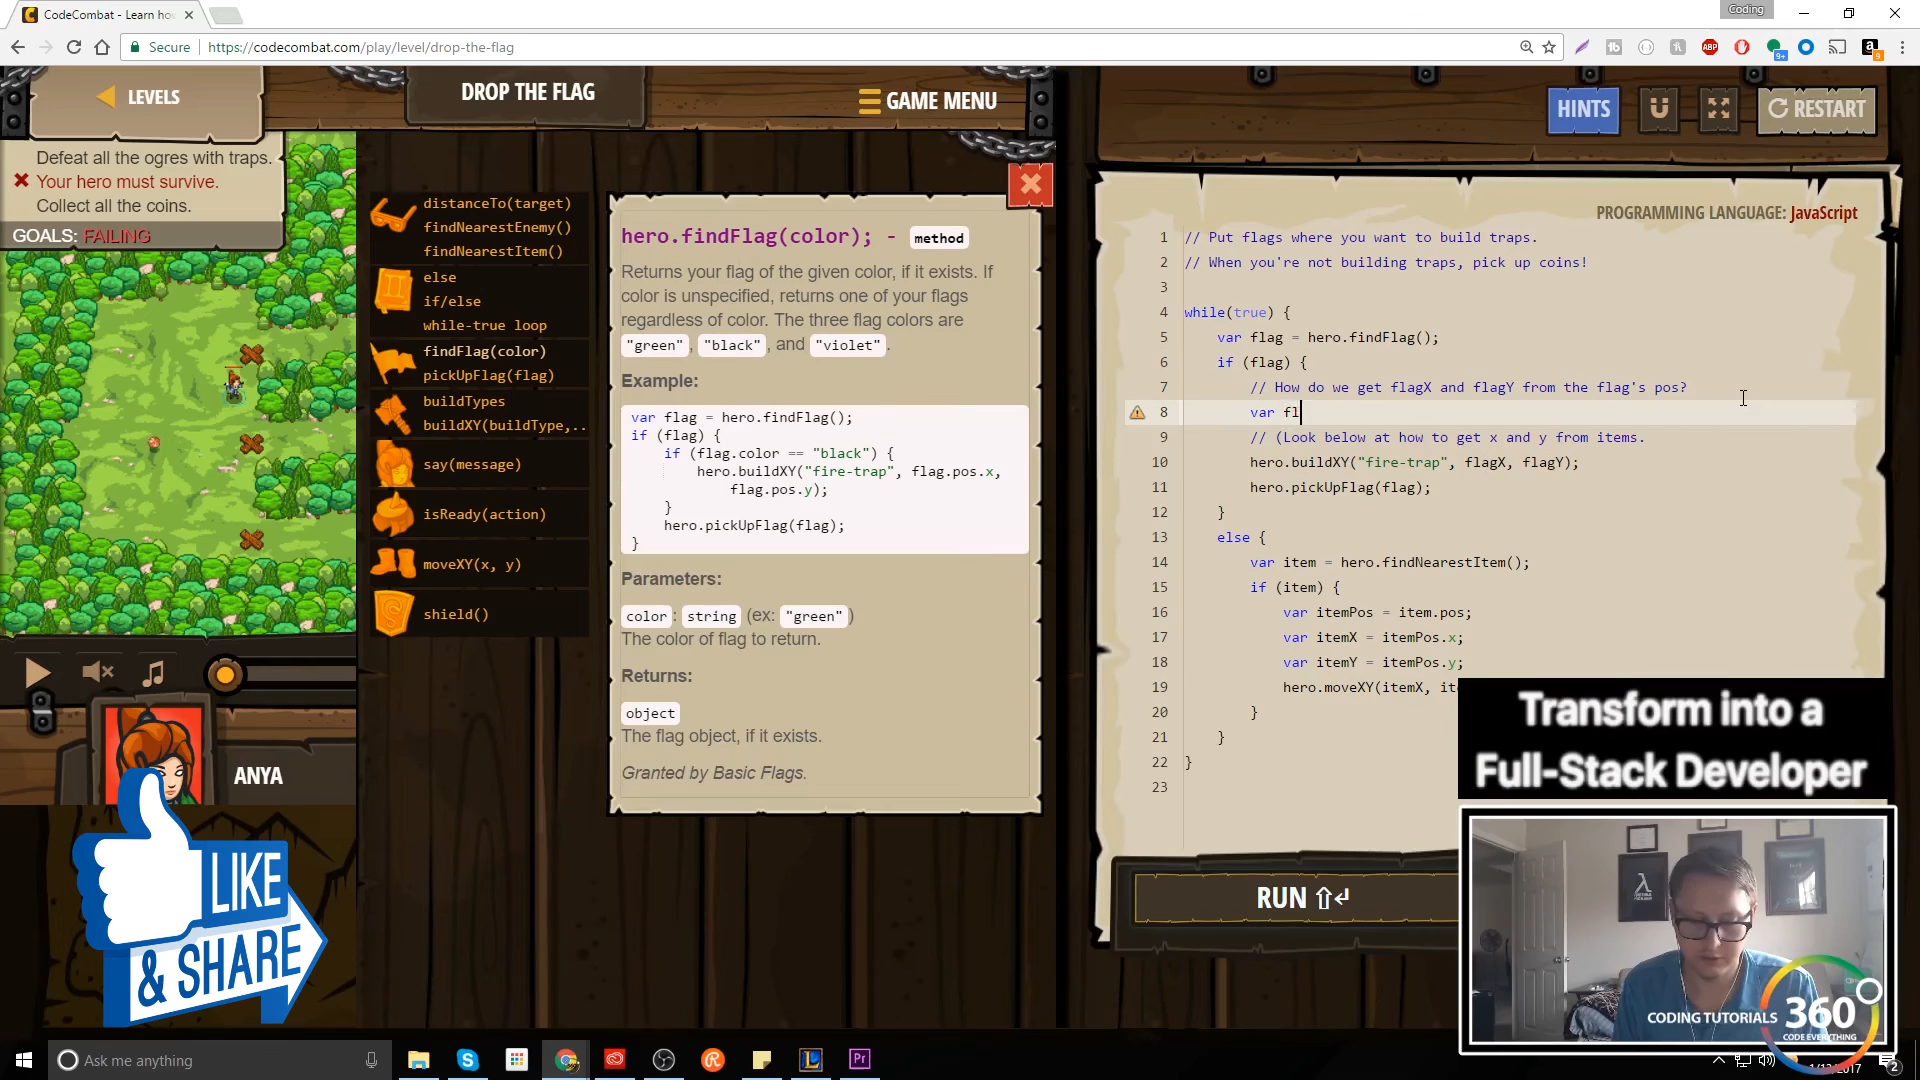 CodeCombat - Learn how
Coding
Secure
https://codecombat.com/play/level/drop-the-flag
ABP
9+
9
LEVELS
DROP THE FLAG
GAME MENU
HINTS
RESTART
Defeat all the ogres with traps.
Your hero must survive.
Collect all the coins.
GOALS: FAILING
distanceTo(target)
findNearestEnemy()
findNearestItem()
else
if/else
while-true loop
findFlag(color)
pickUpFlag(flag)
buildTypes
buildXY(buildType,..
say(message)
isReady(action)
moveXY(x, y)
shield()
hero.findFlag(color); - method
Returns your flag of the given color, if it exists. If
color is unspecified, returns one of your flags
regardless of color. The three flag colors are
"green", "black", and "violet".
Example:
var flag = hero.findFlag();
if (flag) {
if (flag.color == "black") {
hero.buildXY("fire-trap", flag.pos.x,
flag.pos.y);
}
hero.pickUpFlag(flag);
}
Parameters:
color: string (ex: "green")
The color of flag to return.
Returns:
object
The flag object, if it exists.
Granted by Basic Flags.
PROGRAMMING LANGUAGE: JavaScript
1 // Put flags where you want to build traps.
2 // When you're not building traps, pick up coins!
3
4 while(true) {
5 var flag = hero.findFlag();
6 if (flag) {
7 // How do we get flagX and flagY from the flag's pos?
8 var fl
9 // (Look below at how to get x and y from items.
10 hero.buildXY("fire-trap", flagX, flagY);
11 hero.pickUpFlag(flag);
12 }
13 else {
14 var item = hero.findNearestItem();
15 if (item) {
16 var itemPos = item.pos;
17 var itemX = itemPos.x;
18 var itemY = itemPos.y;
19 hero.moveXY(itemX, it
20 }
21 }
22 }
23
RUN
Transform into a
Full-Stack Developer
ANYA
LIKE
& SHARE
CODING TUTORIALS 360
CODE EVERYTHING
Ask me anything
Pr
2